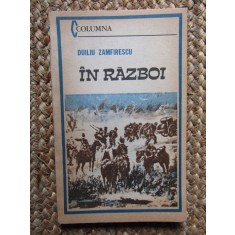 COLUMNA
DUILIU ZAMFIRESCU
ÎN RĂZBOI